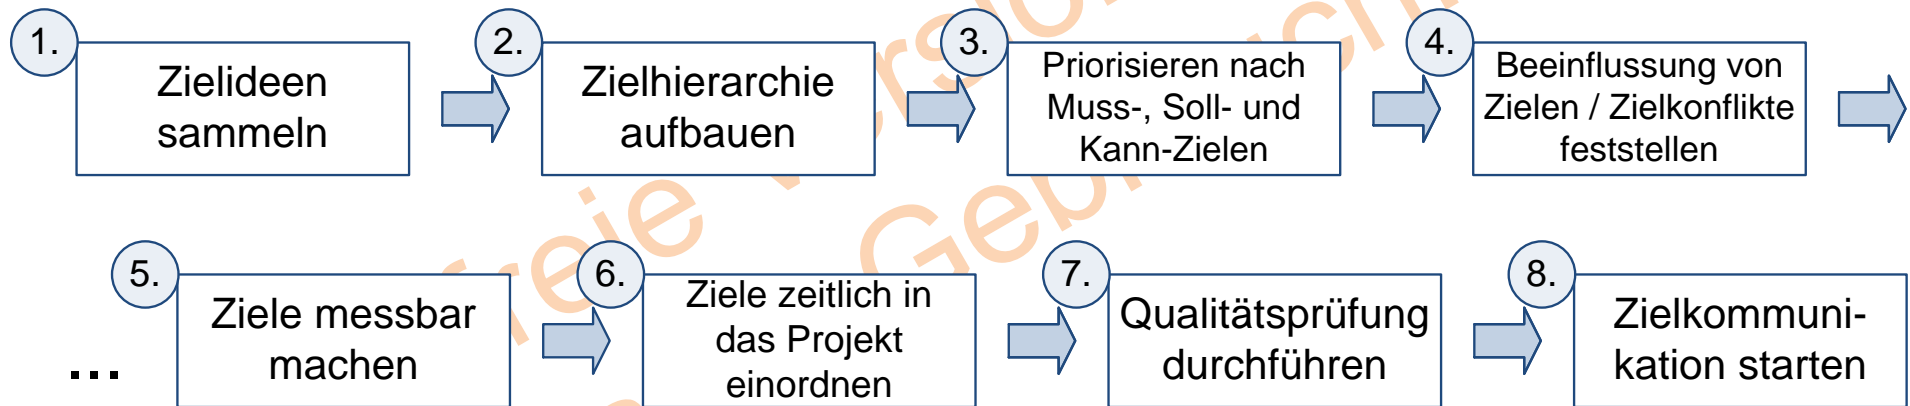 1.
Zielideen
sammeln
2.
Zielhierarchie
aufbauen
3.
Priorisieren nach
Muss-, Soll- und
Kann-Zielen
4.
Beeinflussung von
Zielen / Zielkonflikte
feststellen
...
5.
Ziele messbar
machen
6.
Ziele zeitlich in
das Projekt
einordnen
7.
Qualitätsprüfung
durchführen
8.
Zielkommuni-
kation starten
freie